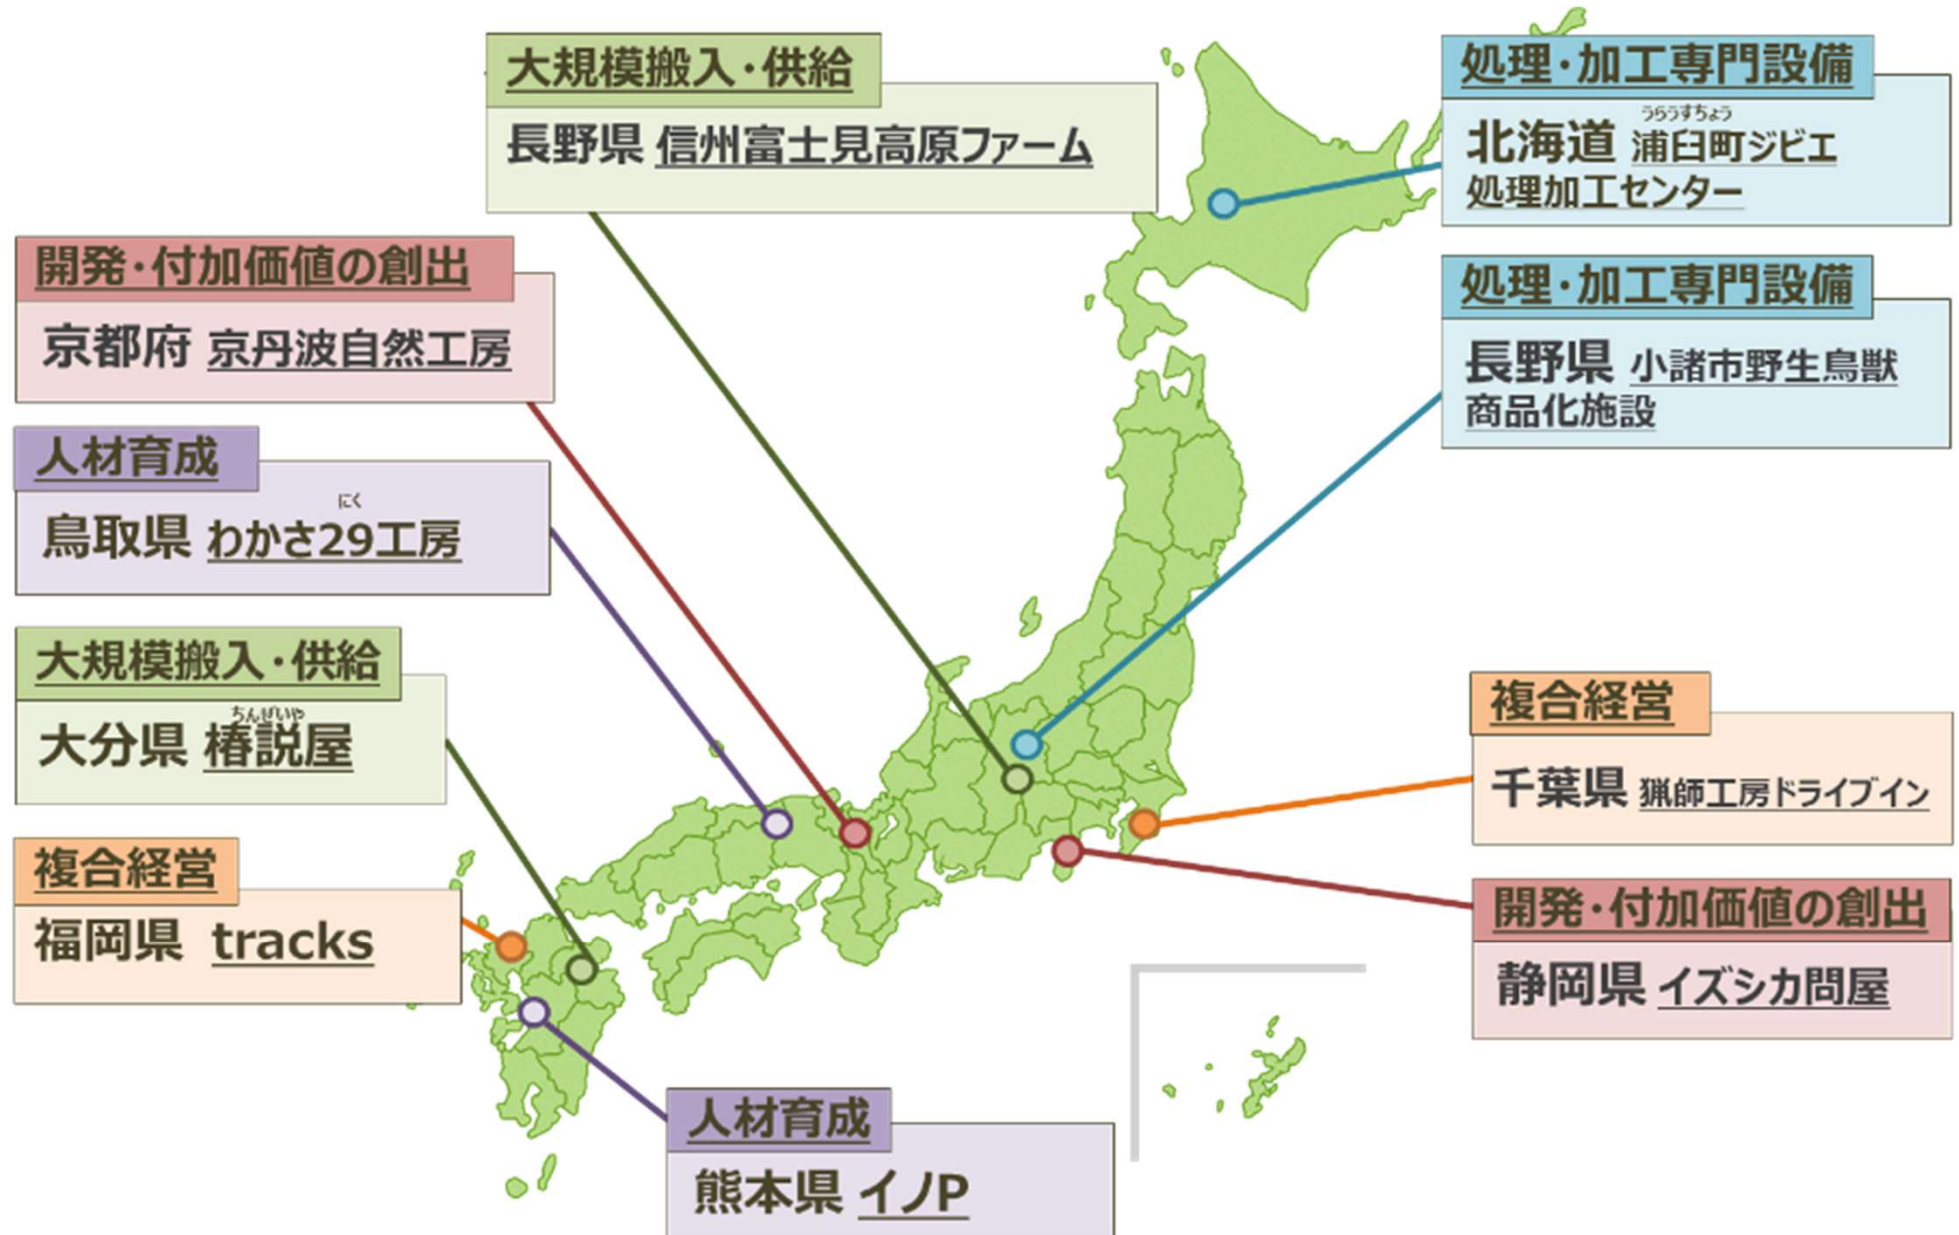 大規模搬入・供給
長野県 信州富士見高原ファーム
処理・加工専門設備
うらうすちょう
北海道 浦臼町ジビエ
処理加工センター
開発・付加価値の創出
京都府 京丹波自然工房
処理・加工専門設備
長野県 小諸市野生鳥獣
商品化施設
人材育成
にく
鳥取県 わかさ29工房
大規模搬入・供給
ちんぜいや
大分県 椿説屋
複合経営
千葉県 猟師工房ドライブイン
複合経営
福岡県 tracks
開発・付加価値の創出
静岡県 イズシカ問屋
人材育成
熊本県 イノP